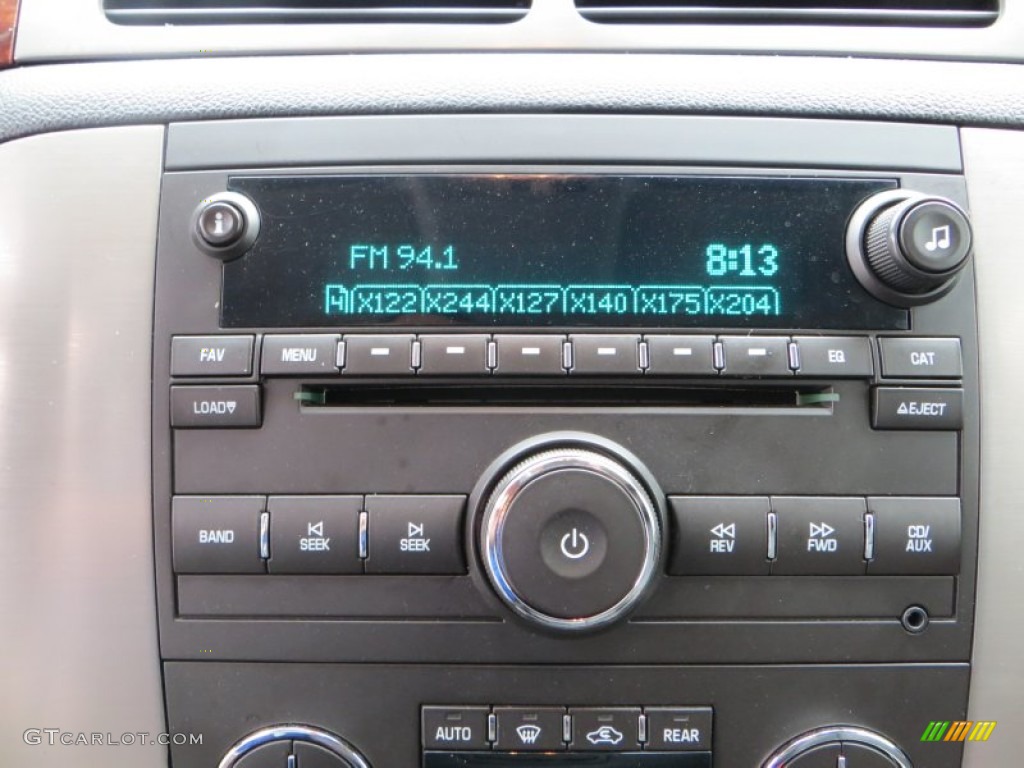 FM 94.1 8:13
4 X122 X244 X127 X140 X175 X204
FAV MENU EQ CAT
LOAD EJECT
BAND SEEK SEEK REV FWD CD/AUX
AUTO REAR
GTCARLOT.COM